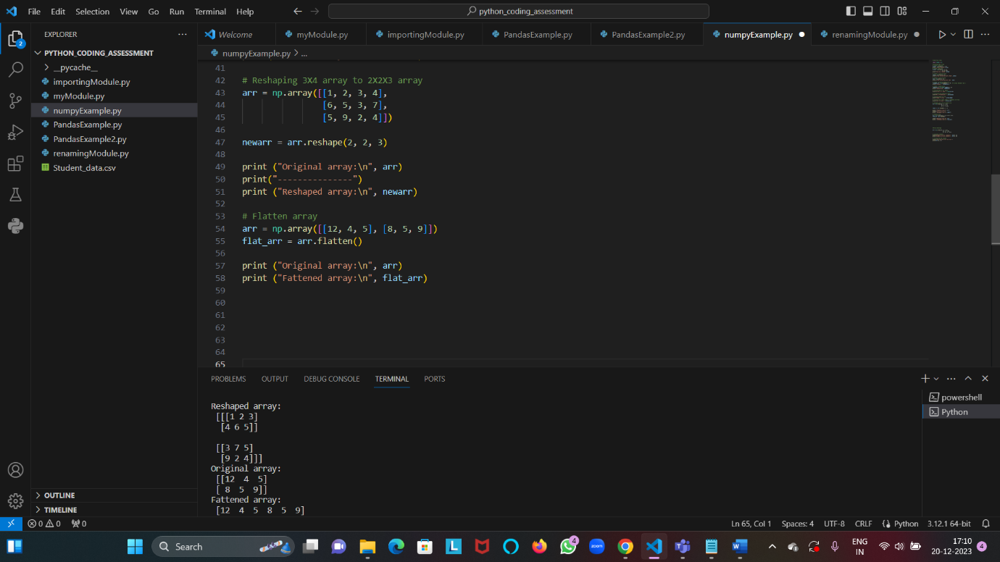 File Edit Selection View Go Run Terminal Help
python_coding_assessment
EXPLORER
Welcome myModule.py importingModule.py PandasExample.py PandasExample2.py numpyExample.py renamingModule.py
PYTHON_CODING_ASSESSMENT
numpyExample.py > ...
__pycache__
importingModule.py
myModule.py
numpyExample.py
PandasExample.py
PandasExample2.py
renamingModule.py
Student_data.csv
2
41
42 # Reshaping 3X4 array to 2X2X3 array
43 arr = np.array([[1, 2, 3, 4],
44 [6, 5, 3, 7],
45 [5, 9, 2, 4]])
46
47 newarr = arr.reshape(2, 2, 3)
48
49 print ("Original array:\n", arr)
50 print("---------------")
51 print ("Reshaped array:\n", newarr)
52
53 # Flatten array
54 arr = np.array([[12, 4, 5], [8, 5, 9]])
55 flat_arr = arr.flatten()
56
57 print ("Original array:\n", arr)
58 print ("Fattened array:\n", flat_arr)
59
60
61
62
63
64
65
PROBLEMS OUTPUT DEBUG CONSOLE TERMINAL PORTS
powershell
Python
Reshaped array:
[[[1 2 3]
[4 6 5]]
[[3 7 5]
[9 2 4]]]
Original array:
[[12 4 5]
[ 8 5 9]]
Fattened array:
[12 4 5 8 5 9]
OUTLINE
TIMELINE
0 0 0
Ln 65, Col 1 Spaces: 4 UTF-8 CRLF Python 3.12.1 64-bit
Search
L
4
zoom
W
ENG
IN
17:10
20-12-2023
4